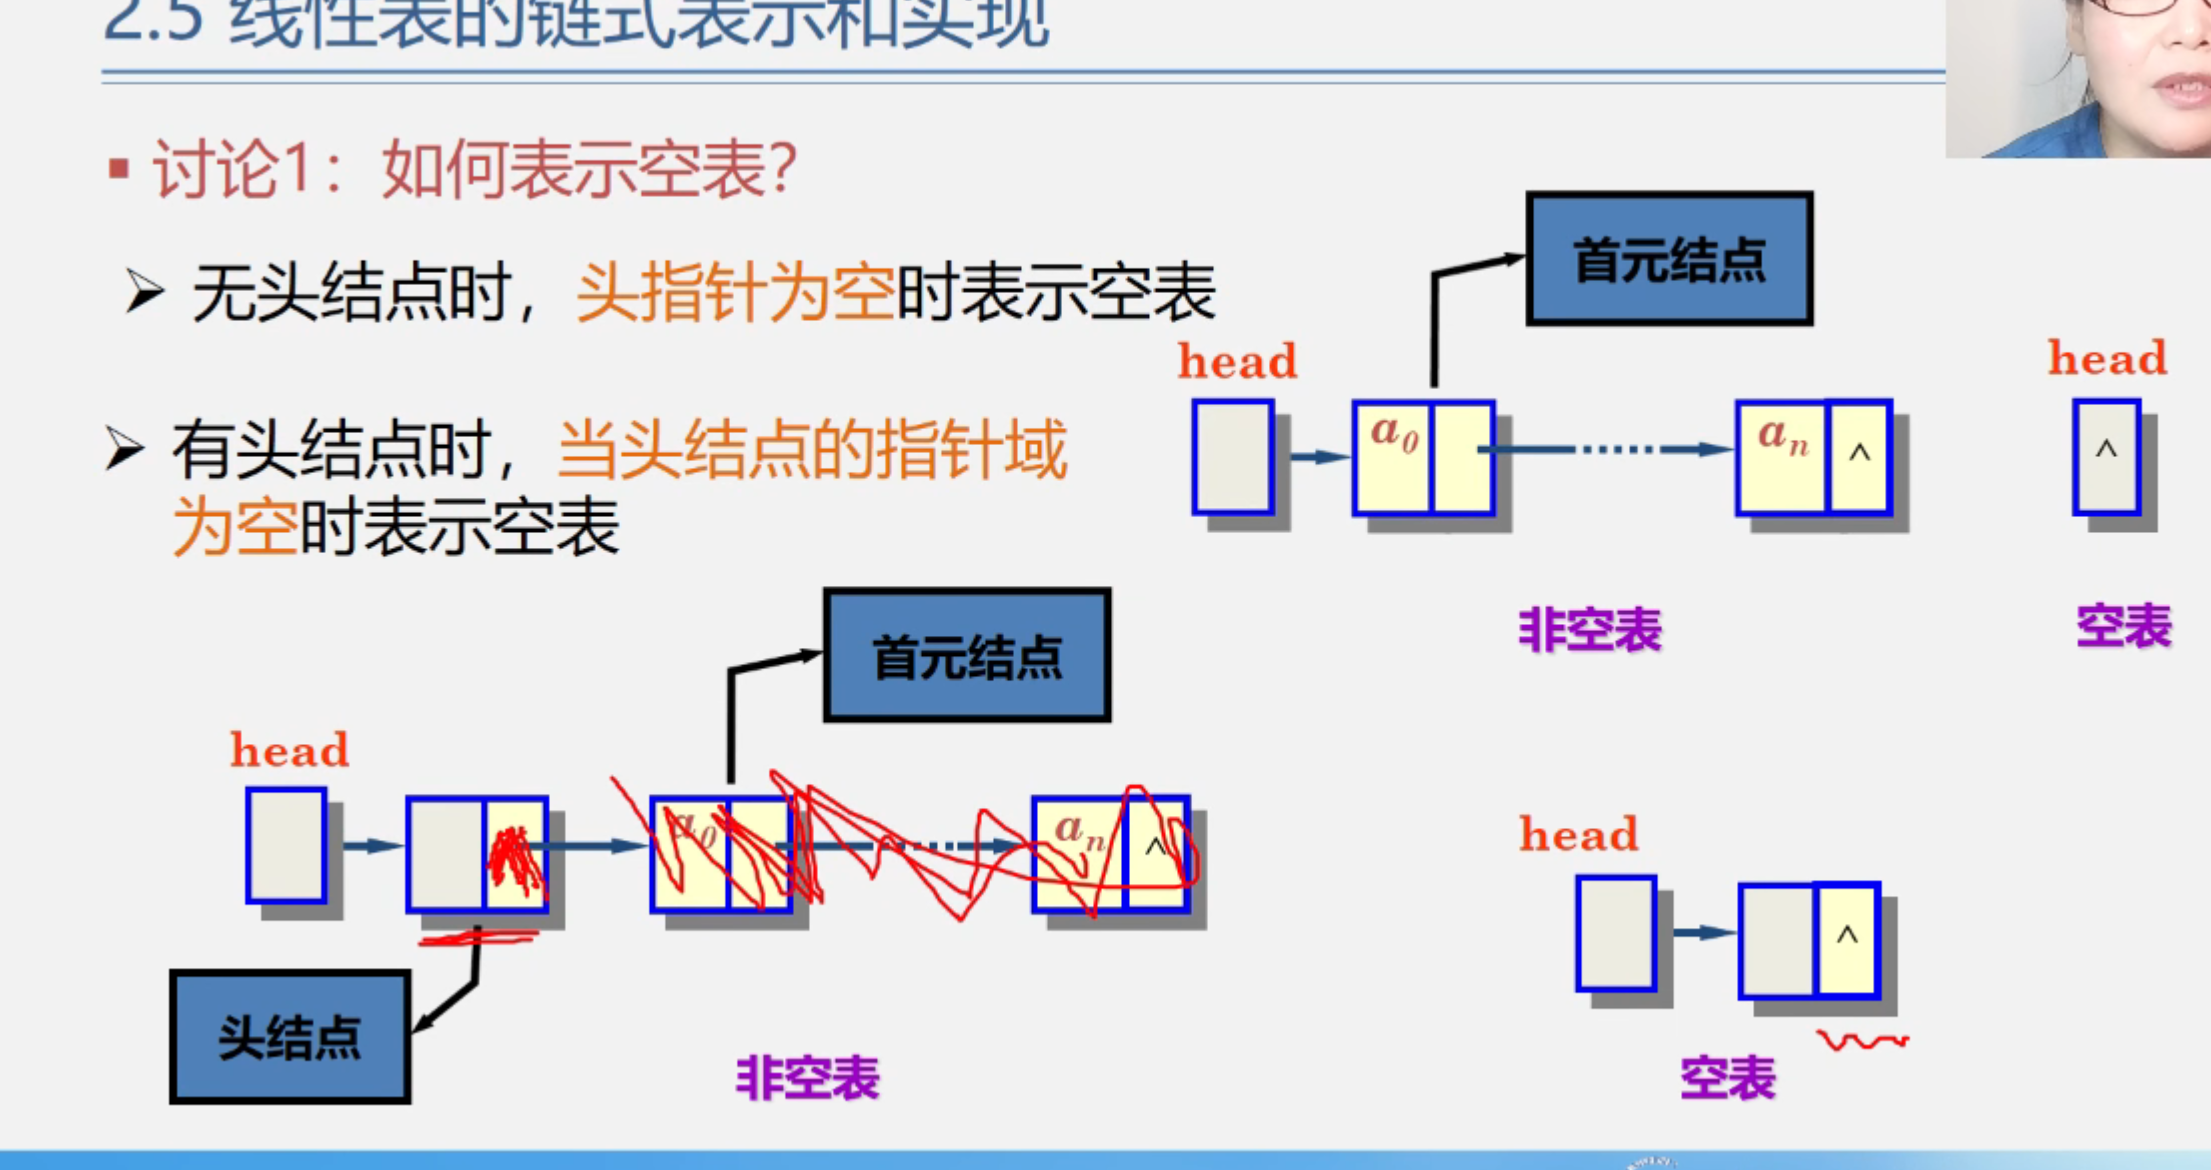 2.5 线性表的链式表示和实现
讨论1：如何表示空表？
无头结点时，头指针为空时表示空表
有头结点时，当头结点的指针域
为空时表示空表
首元结点
head
a0
an
^
head
^
非空表
空表
首元结点
head
a0
an
^
头结点
非空表
head
^
空表